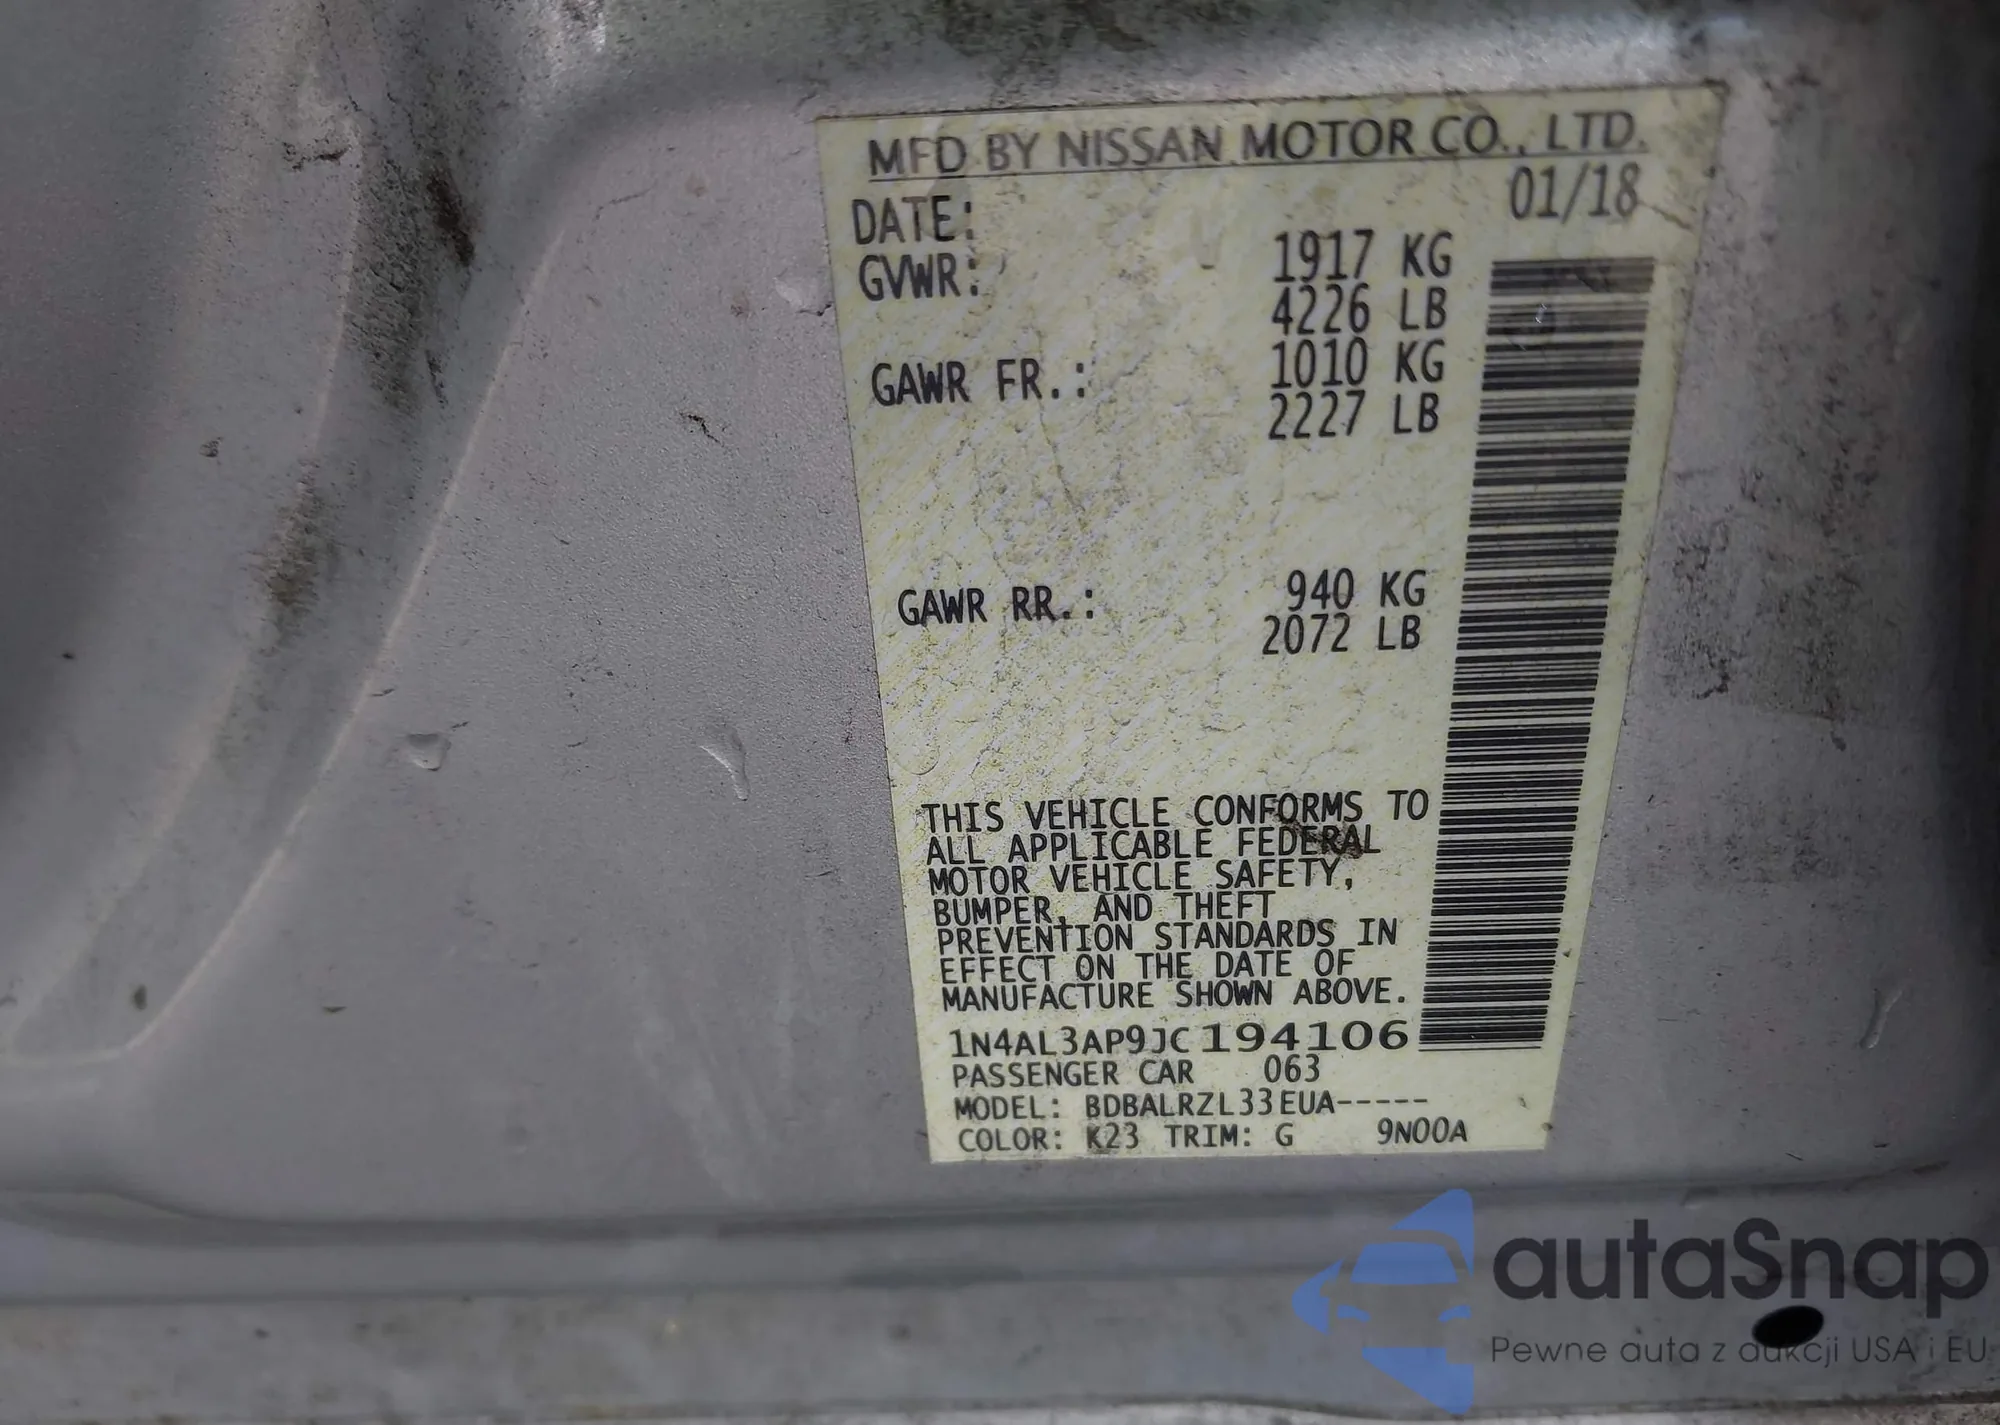 MFD BY NISSAN MOTOR CO., LTD.
DATE: 01/18
GVWR: 1917 KG
4226 LB
GAWR FR.: 1010 KG
2227 LB
GAWR RR.: 940 KG
2072 LB
THIS VEHICLE CONFORMS TO
ALL APPLICABLE FEDERAL
MOTOR VEHICLE SAFETY,
BUMPER, AND THEFT
PREVENTION STANDARDS IN
EFFECT ON THE DATE OF
MANUFACTURE SHOWN ABOVE.
1N4AL3AP9JC194106
PASSENGER CAR 063
MODEL: BDBALRZL33EUA-----
COLOR: K23 TRIM: G 9N00A
autaSnap
Pewne auta z aukcji USA i EU